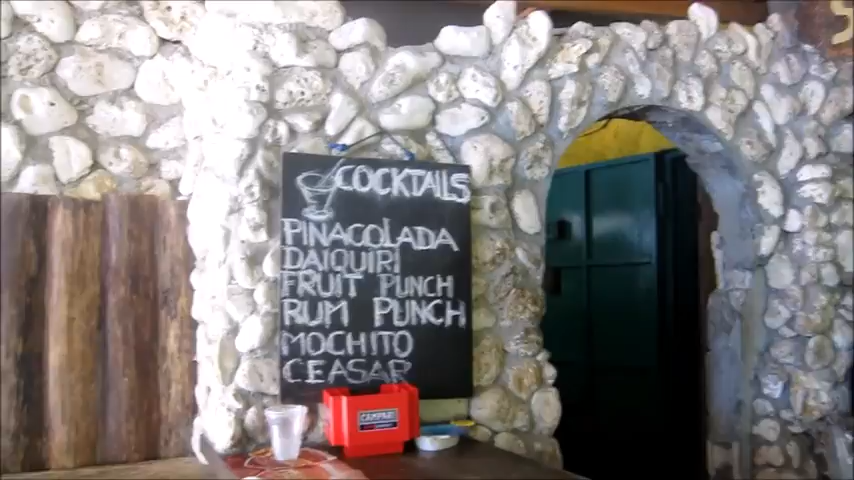 COCKTAILS
PINACOLADA
DAIQUIRI
FRUIT PUNCH
RUM PUNCH
MOCHITO
CEASAR
CAMPARI